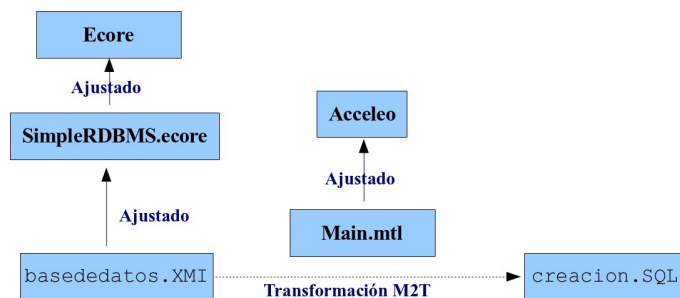 Ecore
Ajustado
SimpleRDBMS.ecore
Acceleo
Ajustado
Ajustado
Main.mtl
basededatos.XMI
Transformación M2T
creacion.SQL